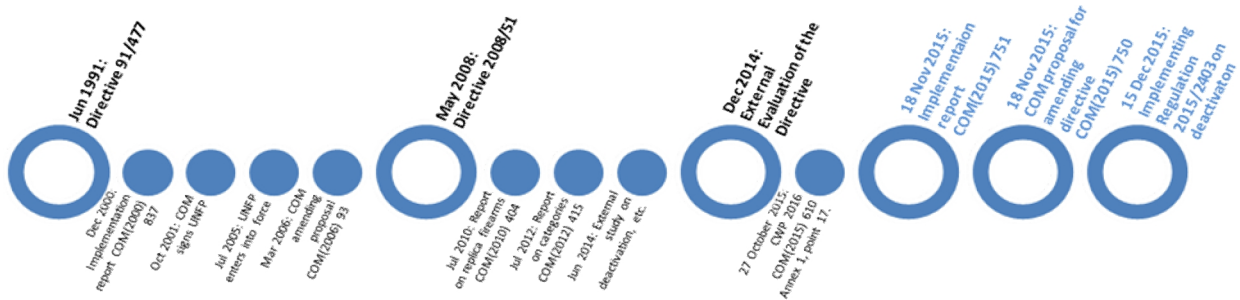 Jun 1991:
Directive 91/477
Dec 2000:
Implementation
report COM(2000)
837
Oct 2001: COM
signs UNFP
Jul 2005: UNFP
enters into force
Mar 2006: COM
amending
proposal
COM(2006) 93
May 2008:
Directive 2008/51
Jul 2010: Report
on replica firearms
COM(2010) 404
Jul 2012: Report
on categories
COM(2012) 415
Jun 2014: External
study on
deactivation, etc.
Dec 2014:
External
Evaluation of the
Directive
27 October 2015:
CWP 2016
COM(2015) 610
Annex 1, point 17.
18 Nov 2015:
Implementaion
report
COM(2015) 751
18 Nov 2015:
COM proposal for
amending
directive
COM(2015) 750
15 Dec 2015:
Implementing
Regulation
2015/2403 on
deactivaton